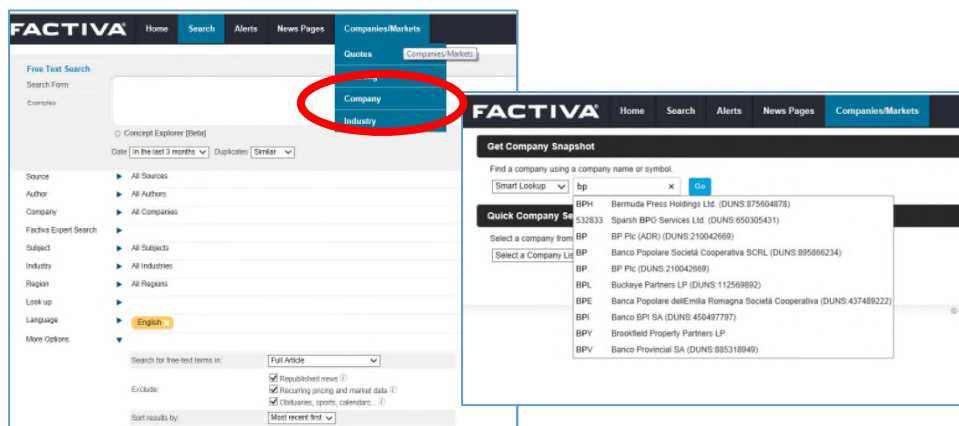 FACTIVA Home Search Alerts News Pages Companies/Markets
Quotes
Companies/Markets
Company
Industry
Free Text Search
Search Form
Examples
Concept Explorer [Beta]
Date In the last 3 months Duplicates Similar
Source All Sources
Author All Authors
Company All Companies
Factiva Expert Search
Subject All Subjects
Industry All Industries
Region All Regions
Look up
Language English x
More Options
Search for free-text terms in: Full Article
Exclude: Republished news
Recurring pricing and market data
Obituaries, sports, calendars...
Sort results by: Most recent first
FACTIVA Home Search Alerts News Pages Companies/Markets
Get Company Snapshot
Find a company using a company name or symbol.
Smart Lookup bp × Go
BPH Bermuda Press Holdings Ltd. (DUNS:875604878)
Quick Company Se
532833 Sparsh BPO Services Ltd. (DUNS:650305431)
Select a company from
BP BP Plc (ADR) (DUNS:210042669)
Select a Company Lis
BP Banco Popolare Società Cooperativa SCRL (DUNS:895866234)
BP. BP Plc (DUNS:210042669)
BPL Buckeye Partners LP (DUNS:112569892)
BPE Banca Popolare dellEmilia Romagna Società Cooperativa (DUNS:437489222)
BPI Banco BPI SA (DUNS:450497797)
BPY Brookfield Property Partners LP
BPV Banco Provincial SA (DUNS:885318949)